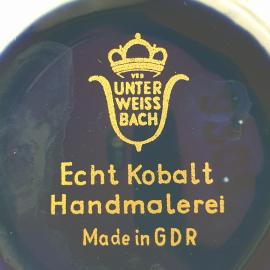 VEB
UNTER
WEISS
BACH
Echt Kobalt
Handmalerei
Made in GDR